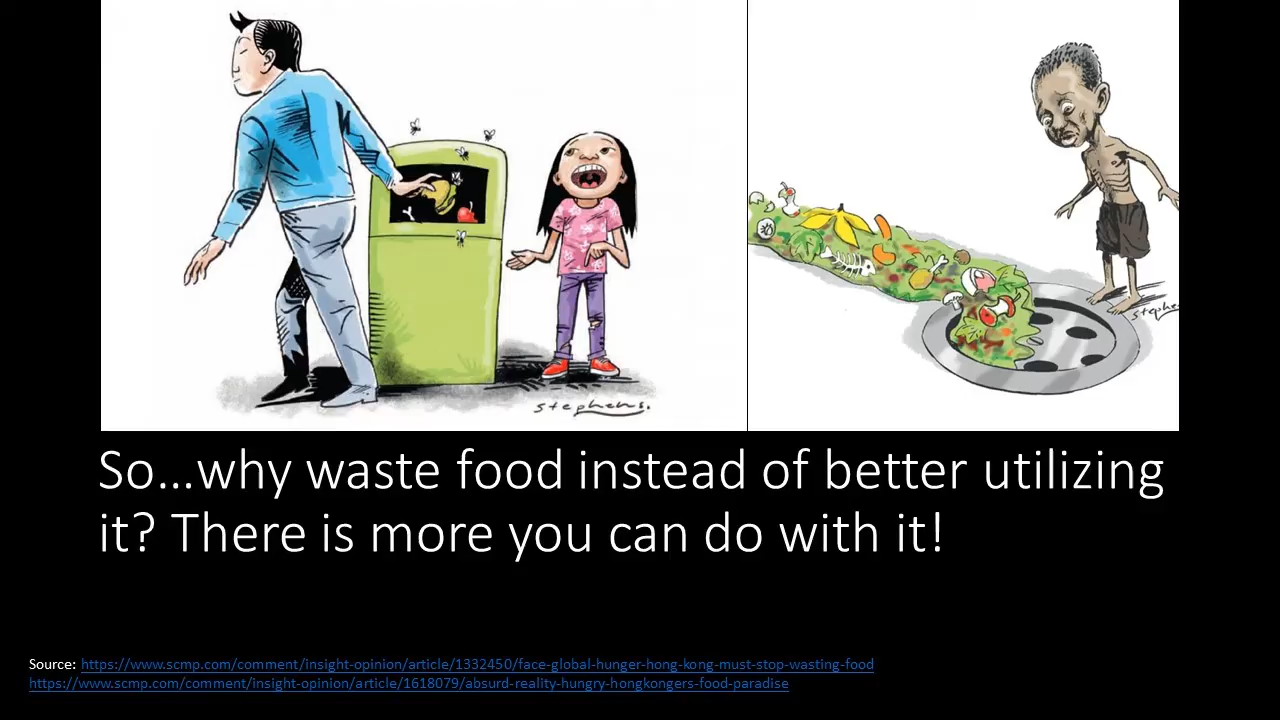 stephens.
stephe
So...why waste food instead of better utilizing
it? There is more you can do with it!
Source: https://www.scmp.com/comment/insight-opinion/article/1332450/face-global-hunger-hong-kong-must-stop-wasting-food
https://www.scmp.com/comment/insight-opinion/article/1618079/absurd-reality-hungry-hongkongers-food-paradise